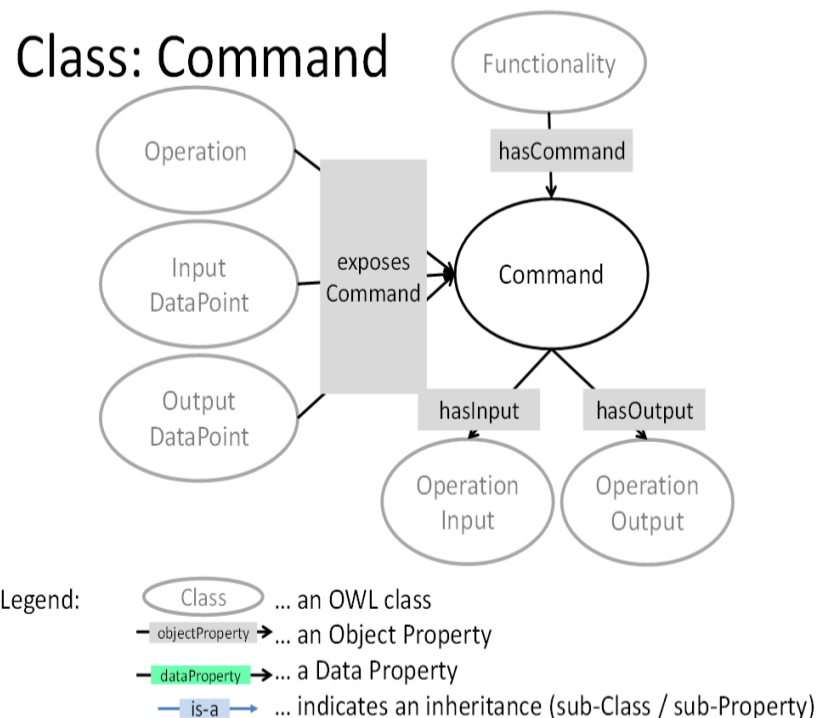 Class: Command
Functionality
hasCommand
Operation
Input
DataPoint
Output
DataPoint
exposes
Command
Command
hasInput
hasOutput
Operation
Input
Operation
Output
Legend:
Class
... an OWL class
objectProperty
... an Object Property
dataProperty
... a Data Property
is-a
... indicates an inheritance (sub-Class / sub-Property)